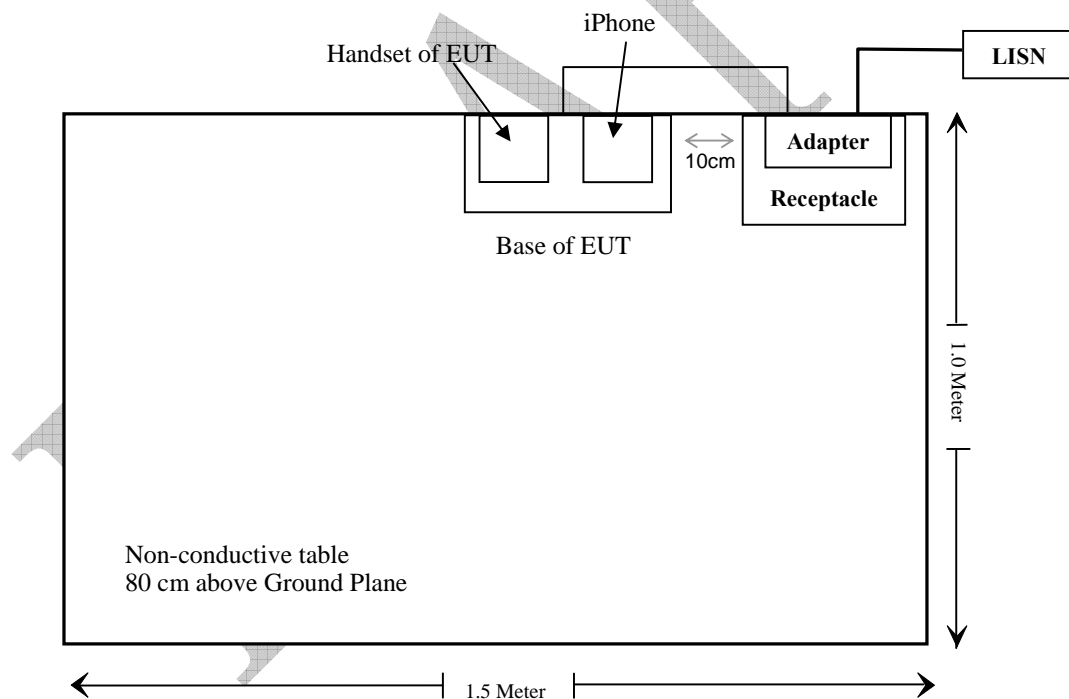 iPhone
Handset of EUT
LISN
Adapter
10cm
Receptacle
Base of EUT
1.0 Meter
Non-conductive table
80 cm above Ground Plane
1.5 Meter